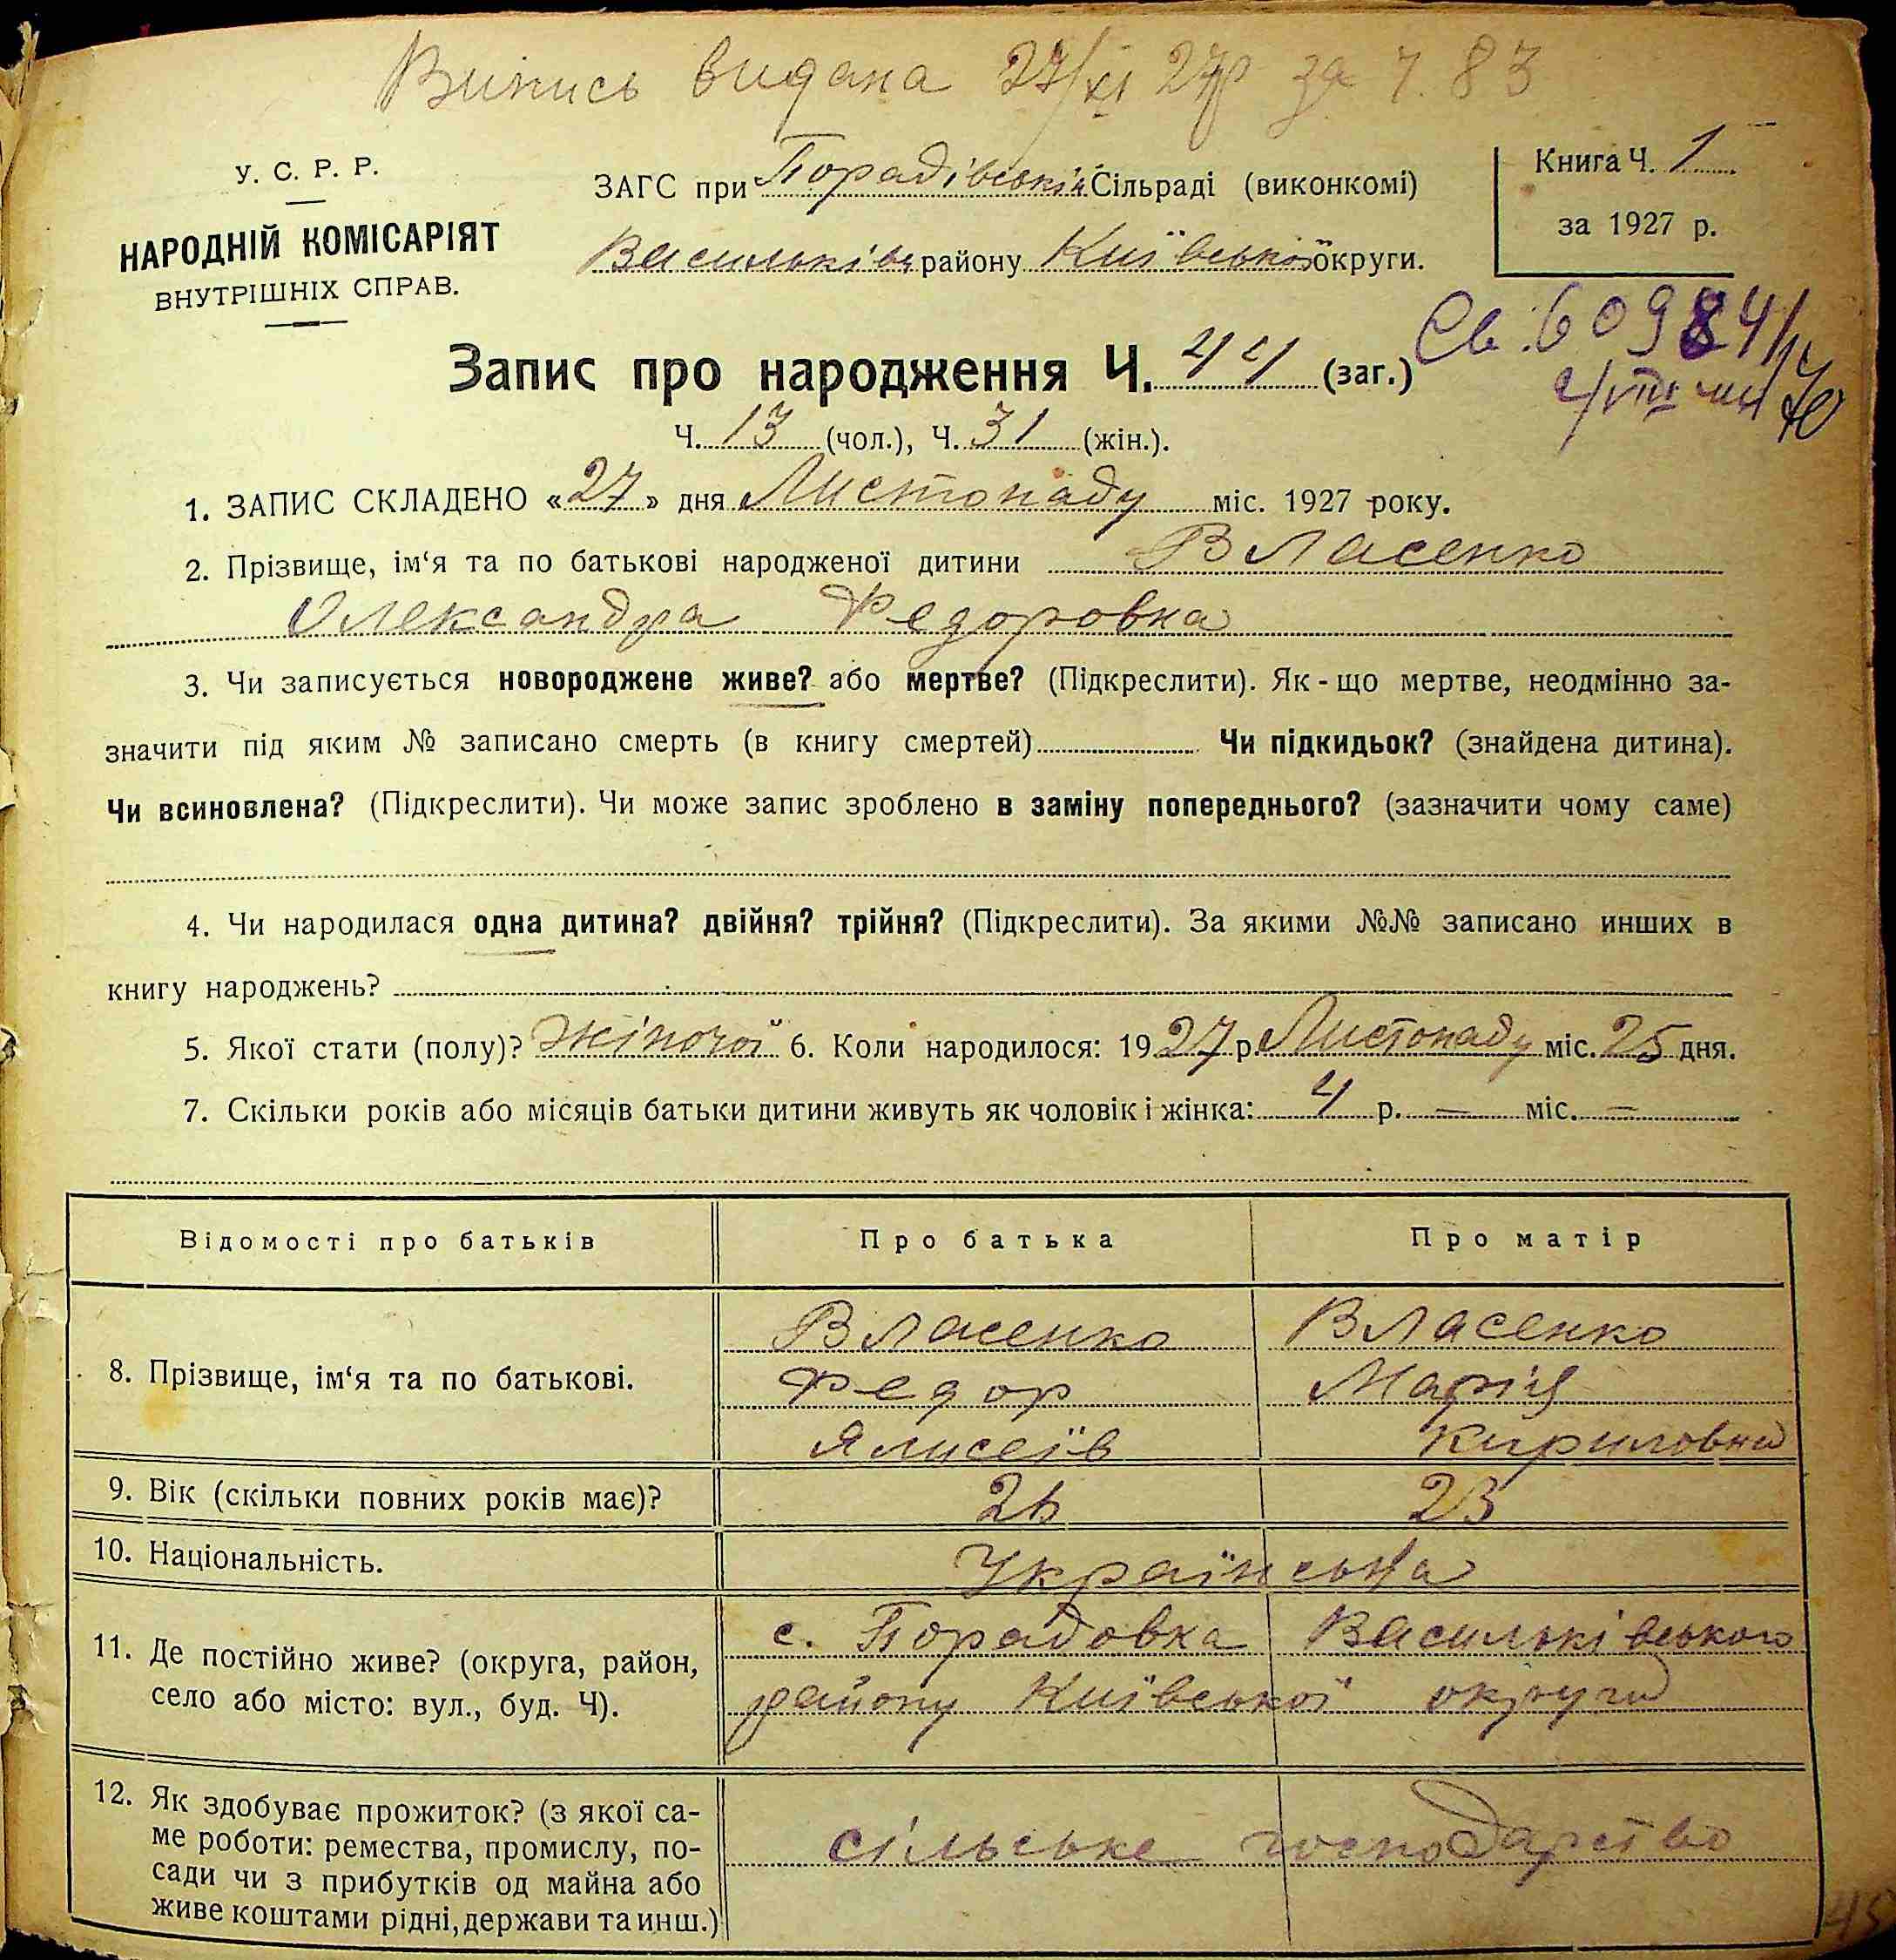 Випись видана 27/XI 27р за ч. 83
У. С. Р. Р.
НАРОДНІЙ КОМІСАРІЯТ
ВНУТРІШНІХ СПРАВ.
ЗАГС при Порадівській Сільраді (виконкомі)
Васильків району Київської округи.
Книга Ч. 1
за 1927 р.
Св. 60984
Запис про народження Ч. 44 (заг.)
Ч. 13 (чол.), Ч. 31 (жін.).
1. ЗАПИС СКЛАДЕНО «27» дня Листопаду міс. 1927 року.
2. Прізвище, ім‘я та по батькові народженої дитини Власенко
Олександра Федоровна
3. Чи записується новороджене живе? або мертве? (Підкреслити). Як-що мертве, неодмінно за-
значити під яким № записано смерть (в книгу смертей) Чи підкидьок? (знайдена дитина).
Чи всиновлена? (Підкреслити). Чи може запис зроблено в заміну попереднього? (зазначити чому саме)
4. Чи народилася одна дитина? двійня? трійня? (Підкреслити). За якими №№ записано инших в
книгу народжень?
5. Якої стати (полу)? Жіночої 6. Коли народилося: 1927 р. Листопаду міс. 25 дня.
7. Скільки років або місяців батьки дитини живуть як чоловік і жінка: 4 р. — міс. —
Відомості про батьків Про батька Про матір
8. Прізвище, ім‘я та по батькові.
Власенко Власенко
Федор Марія
Ялисеїв Кириловна
9. Вік (скільки повних років має)? 26 23
10. Національність. Українська
11. Де постійно живе? (округа, район,
село або місто: вул., буд. Ч).
с. Порадовка Васильківського
району Київської округи
12. Як здобуває прожиток? (з якої са-
ме роботи: ремества, промислу, по-
сади чи з прибутків од майна або
живе коштами рідні, держави та инш.)
сільське господарство
45